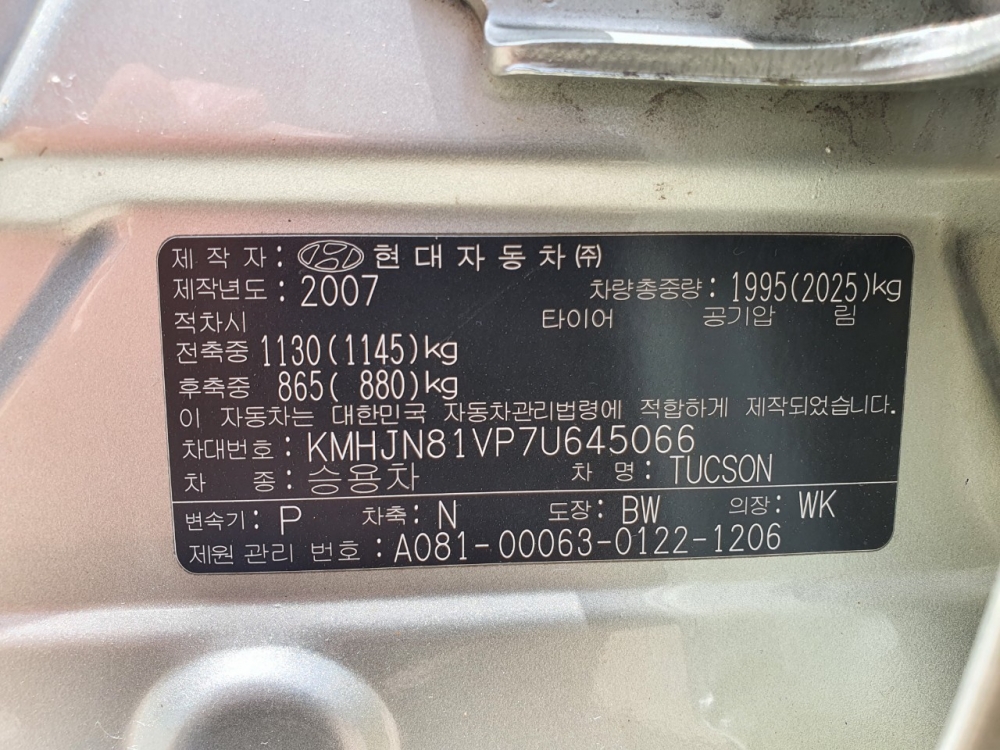 제 작 자 : 현 대 자 동 차 ㈜
제작년도 : 2007 차량총중량 : 1995(2025)kg
적차시 타이어 공기압 림
전축중 1130(1145)kg
후축중 865( 880)kg
이 자동차는 대한민국 자동차관리법령에 적합하게 제작되었습니다.
차대번호 : KMHJN81VP7U645066
차 종 : 승용차 차 명 : TUCSON
변속기 : P 차축 : N 도장 : BW 의장 : WK
제원 관리 번호 : A081-00063-0122-1206